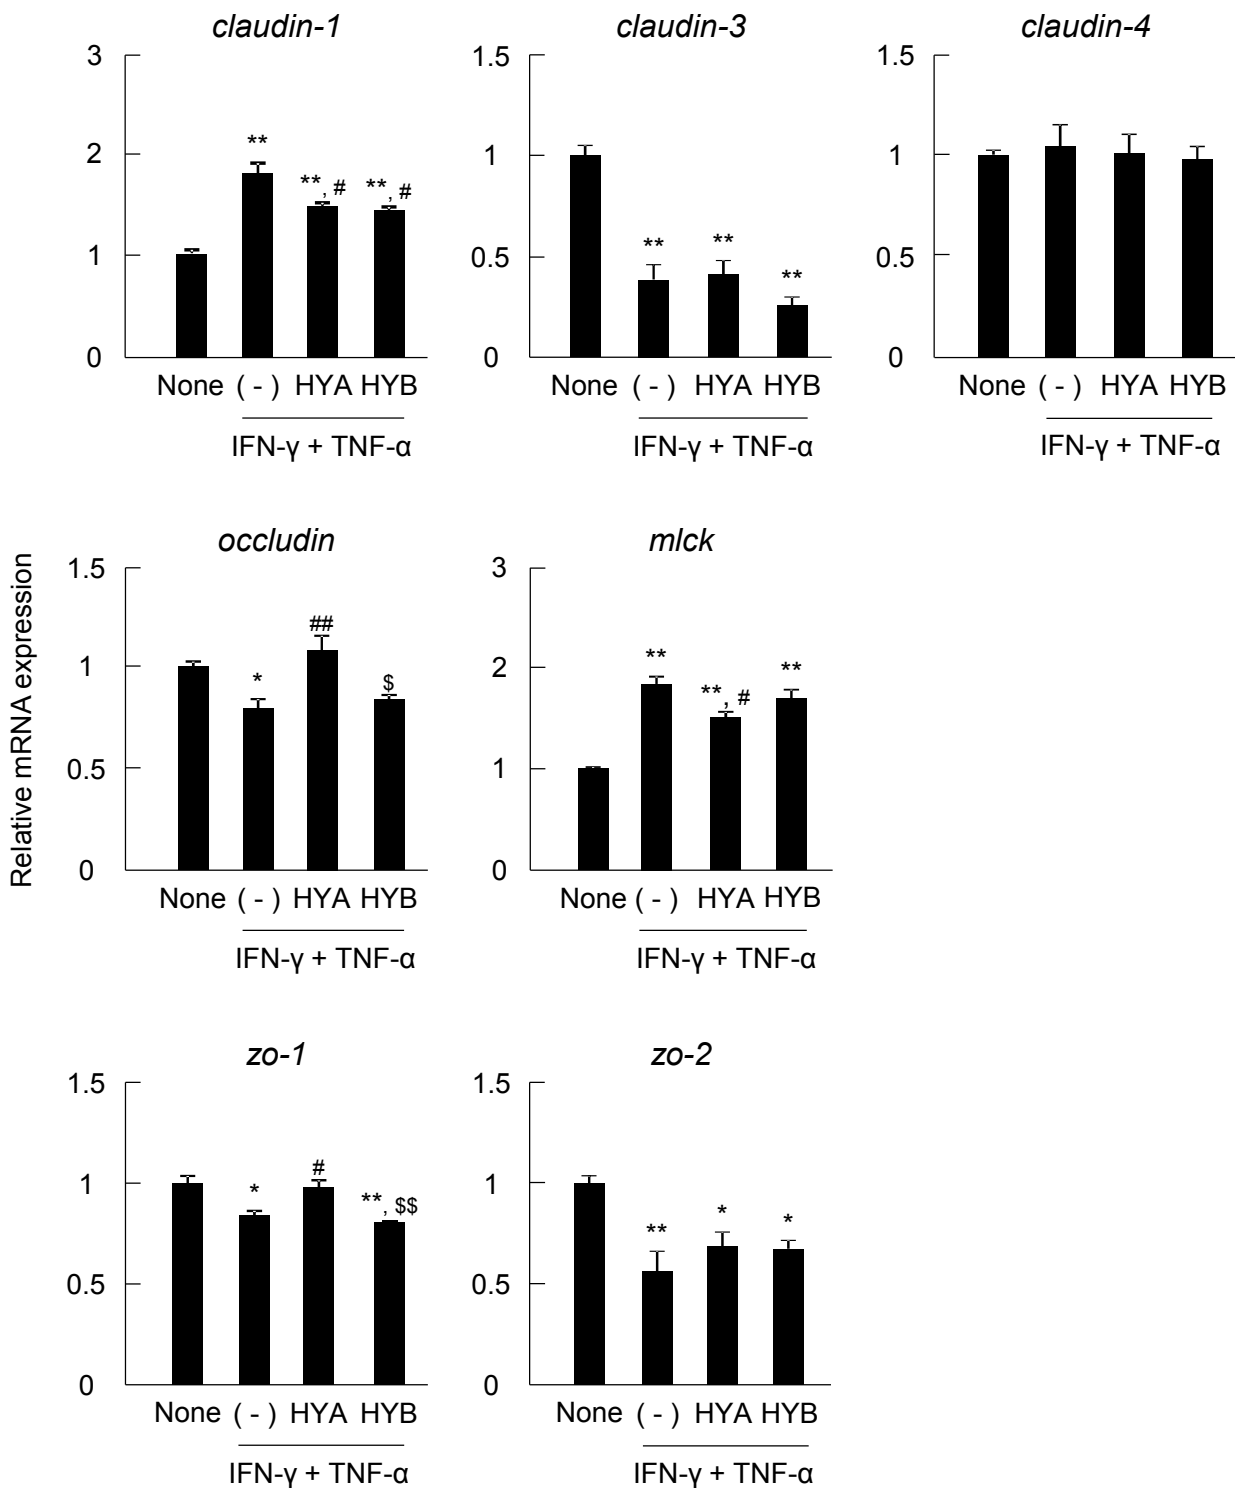 claudin-1
3
2
1
0
**
**, #
**, #
None ( - ) HYA HYB
IFN-γ + TNF-α
claudin-3
1.5
1
0.5
0
**
**
**
None ( - ) HYA HYB
IFN-γ + TNF-α
claudin-4
1.5
1
0.5
0
None ( - ) HYA HYB
IFN-γ + TNF-α
Relative mRNA expression
occludin
1.5
1
0.5
0
*
##
$
None ( - ) HYA HYB
IFN-γ + TNF-α
mlck
3
2
1
0
**
**, #
**
None ( - ) HYA HYB
IFN-γ + TNF-α
zo-1
1.5
1
0.5
0
*
#
**, $$
None ( - ) HYA HYB
IFN-γ + TNF-α
zo-2
1.5
1
0.5
0
**
*
*
None ( - ) HYA HYB
IFN-γ + TNF-α